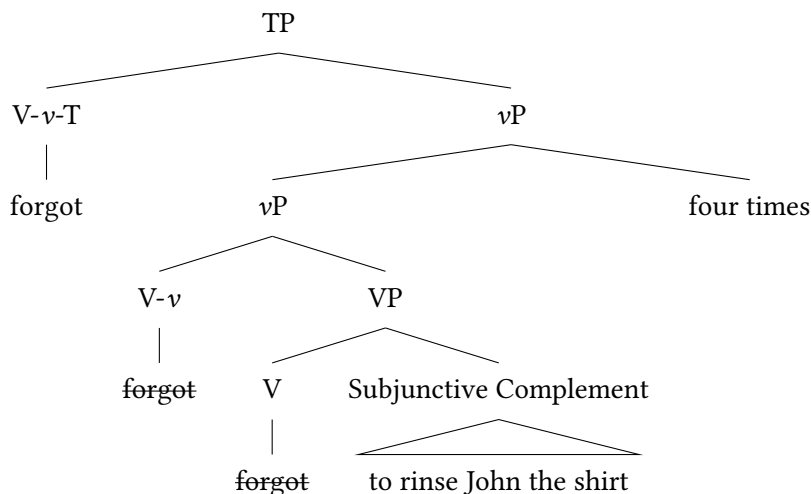 TP
V-v-T vP
forgot vP four times
V-v VP
forgot V Subjunctive Complement
forgot to rinse John the shirt